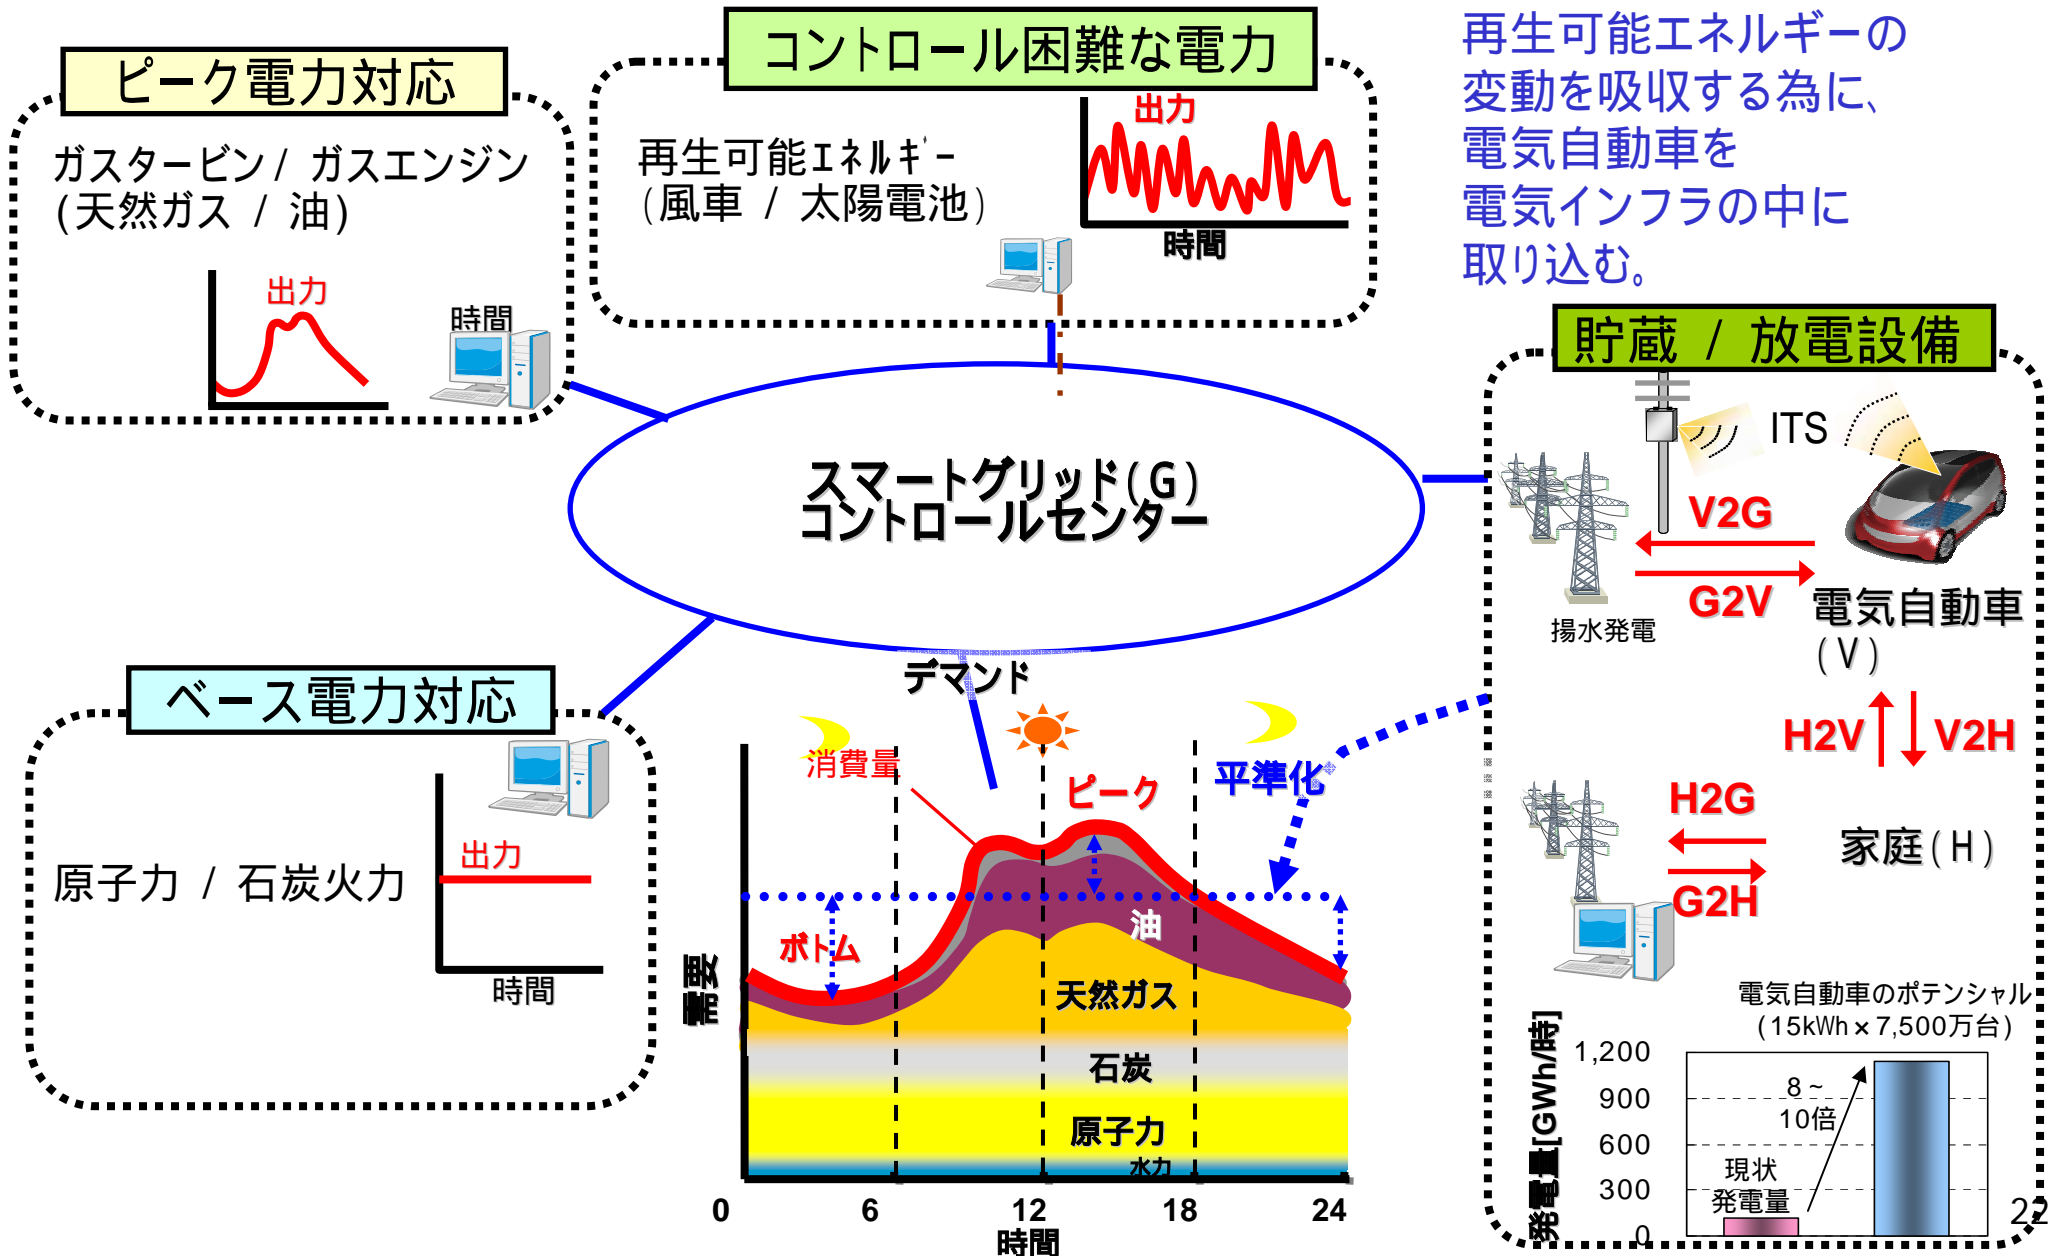 コントロール困難な電力
再生可能エネルギーの
変動を吸収する為に、
電気自動車を
電気インフラの中に
取り込む。
ピーク電力対応
ガスタービン/ ガスエンジン
(天然ガス / 油)
出力
時間
再生可能ｴﾈﾙｷﾞｰ
(風車 / 太陽電池)
出力
時間
貯蔵 / 放電設備
ITS
V2G
G2V
揚水発電
電気自動車
(V)
H2V
V2H
H2G
G2H
家庭(H)
スマートグリッド(G)
コントロールセンター
ベース電力対応
原子力 / 石炭火力
出力
時間
デマンド
消費量
ピーク
平準化
ボトム
油
天然ガス
石炭
原子力
水力
需要
0 6 12 18 24
時間
電気自動車のポテンシャル
(15kWh×7,500万台)
発電量[GWh/時]
1,200
900
600
300
0
8~
10倍
現状
発電量
22